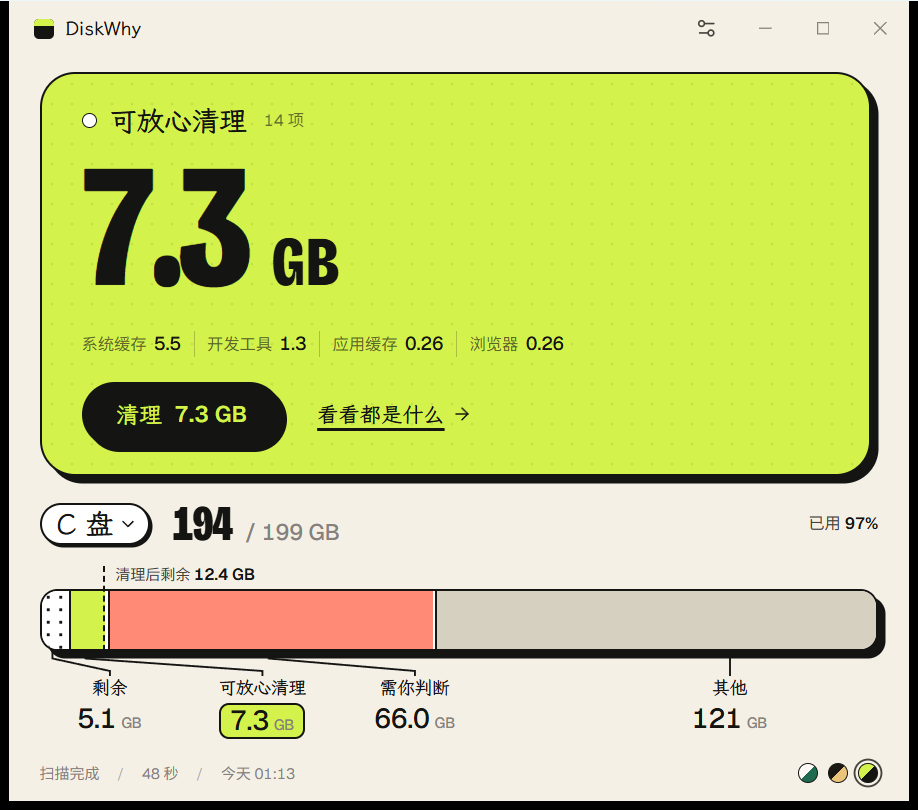 DiskWhy
可放心清理 14 项
7.3 GB
系统缓存 5.5 开发工具 1.3 应用缓存 0.26 浏览器 0.26
清理 7.3 GB 看看都是什么 →
C 盘 194 / 199 GB 已用 97%
清理后剩余 12.4 GB
剩余 可放心清理 需你判断 其他
5.1 GB 7.3 GB 66.0 GB 121 GB
扫描完成 / 48 秒 / 今天 01:13